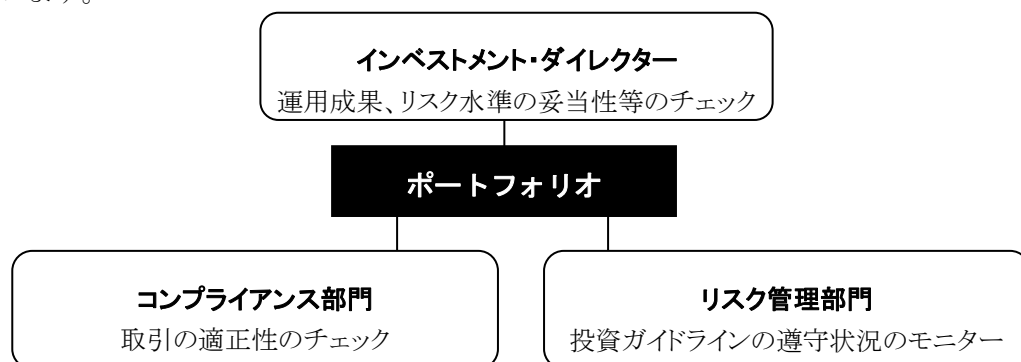 います。
インベストメント・ダイレクター
運用成果、リスク水準の妥当性等のチェック
ポートフォリオ
コンプライアンス部門
取引の適正性のチェック
リスク管理部門
投資ガイドラインの遵守状況のモニター